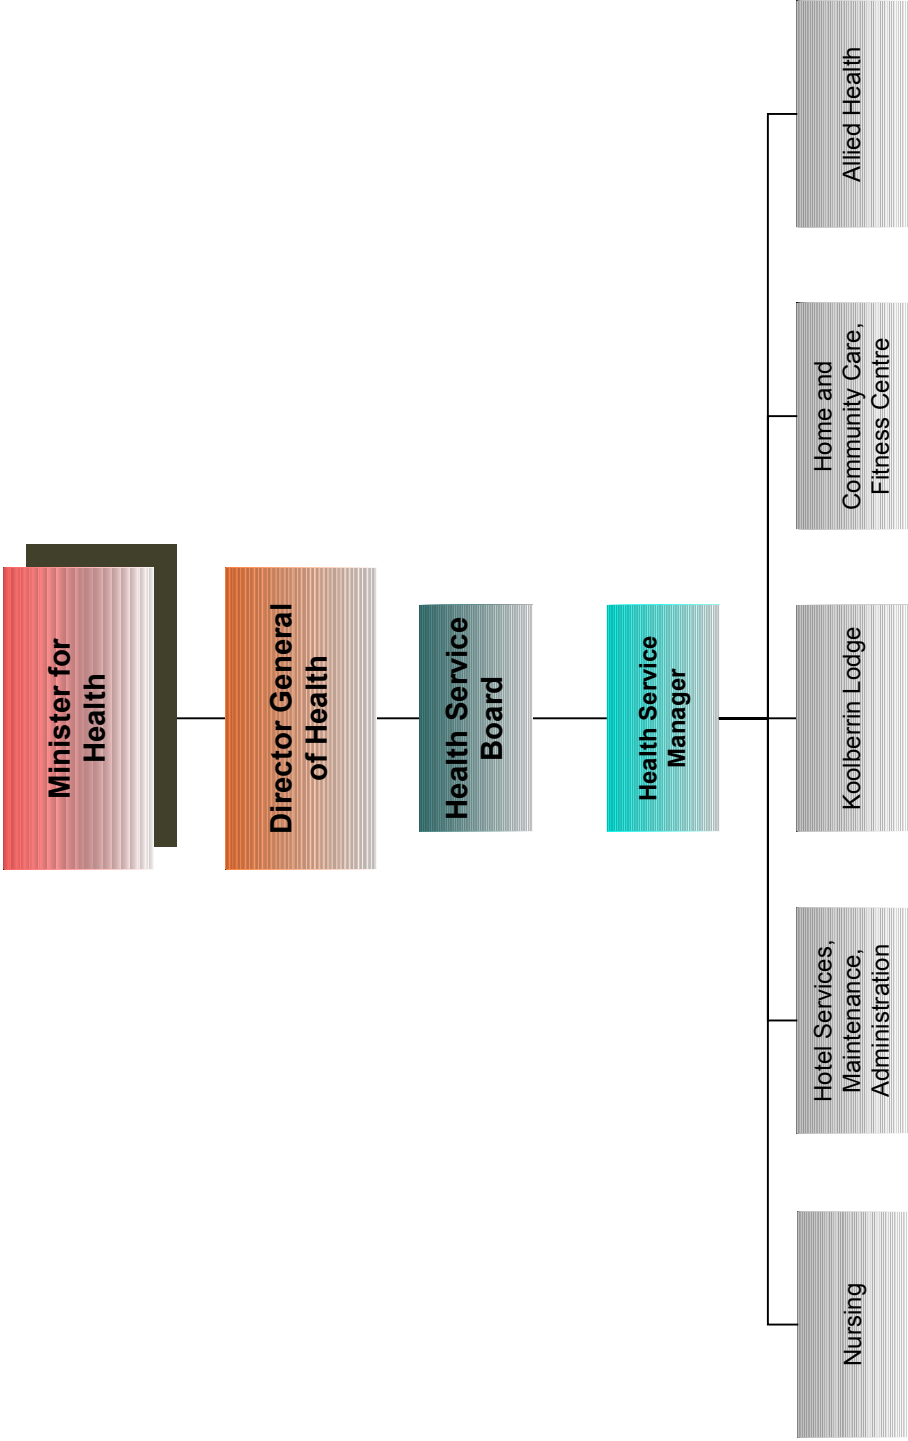 Minister for
Health
Director General
of Health
Health Service
Board
Health Service
Manager
Nursing
Hotel Services,
Maintenance,
Administration
Koolberrin Lodge
Home and
Community Care,
Fitness Centre
Allied Health